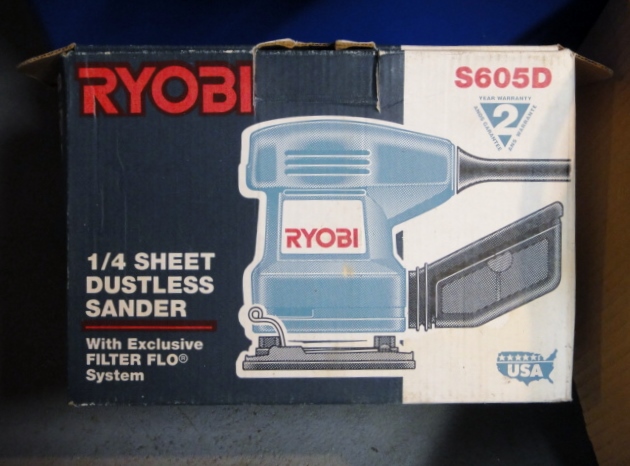 RYOBI
S605D
YEAR WARRANTY
2
1/4 SHEET
DUSTLESS
SANDER
With Exclusive
FILTER FLO®
System
RYOBI
USA